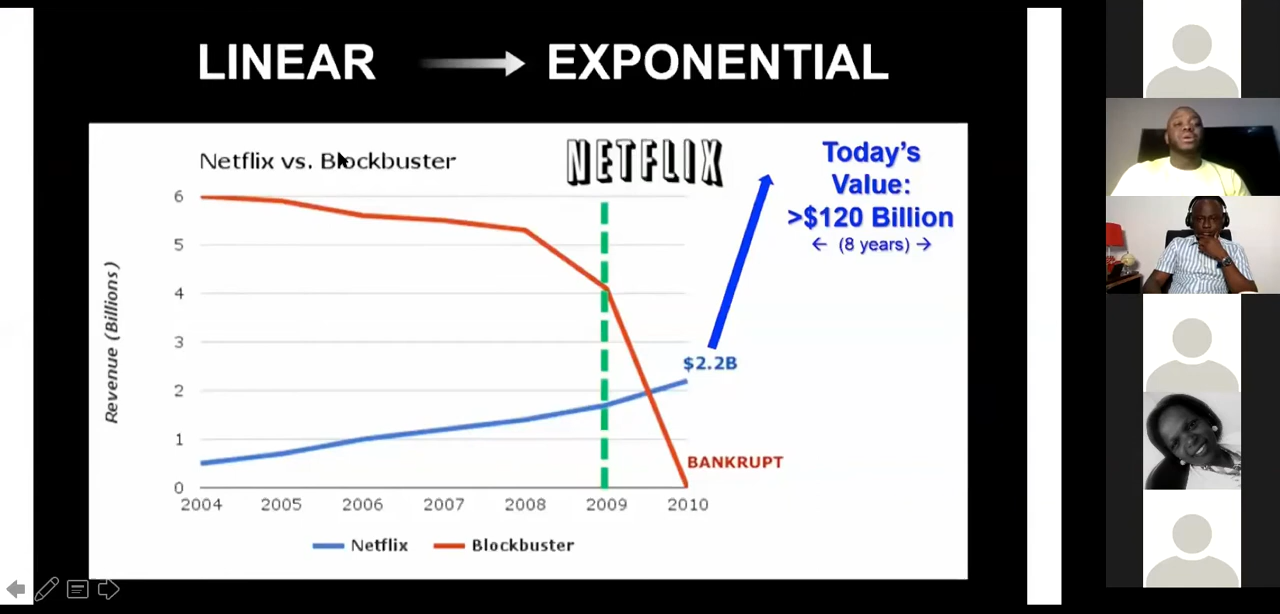 LINEAR → EXPONENTIAL
Netflix vs. Blockbuster
NETFLIX
Today's
Value:
>$120 Billion
← (8 years) →
Revenue (Billions)
6
5
4
3
2
1
0
$2.2B
BANKRUPT
2004 2005 2006 2007 2008 2009 2010
Netflix Blockbuster